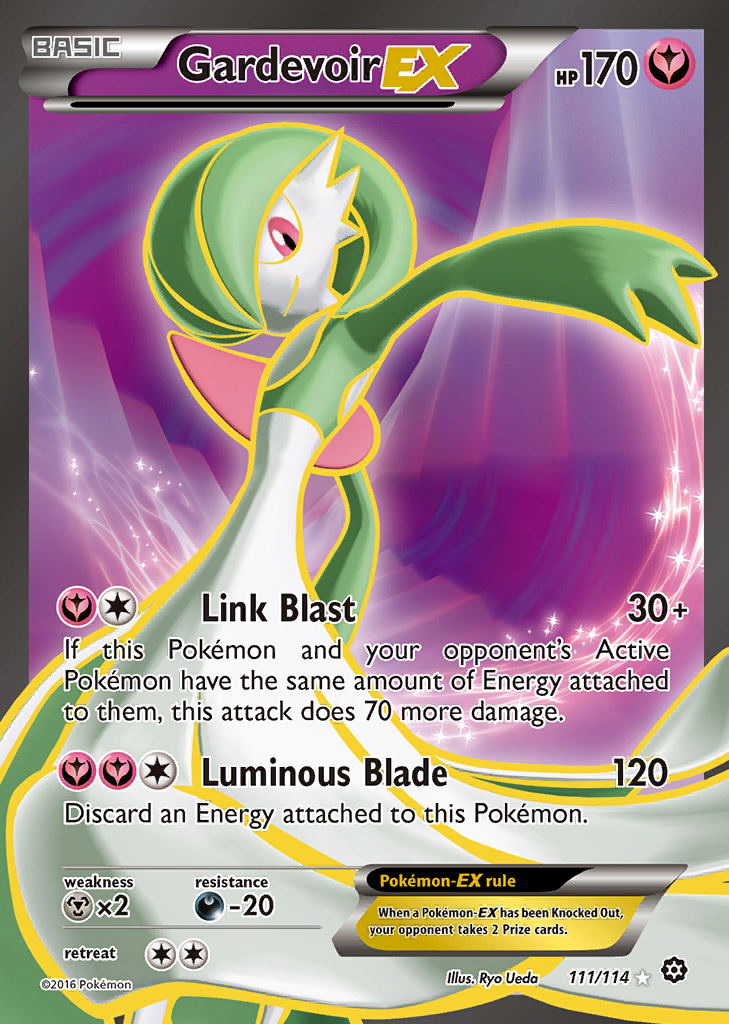 BASIC
Gardevoir EX
HP 170
Link Blast 30+
If this Pokémon and your opponent's Active
Pokémon have the same amount of Energy attached
to them, this attack does 70 more damage.
Luminous Blade 120
Discard an Energy attached to this Pokémon.
weakness
×2
resistance
-20
retreat
Pokémon-EX rule
When a Pokémon-EX has been Knocked Out,
your opponent takes 2 Prize cards.
©2016 Pokémon
Illus. Ryo Ueda
111/114